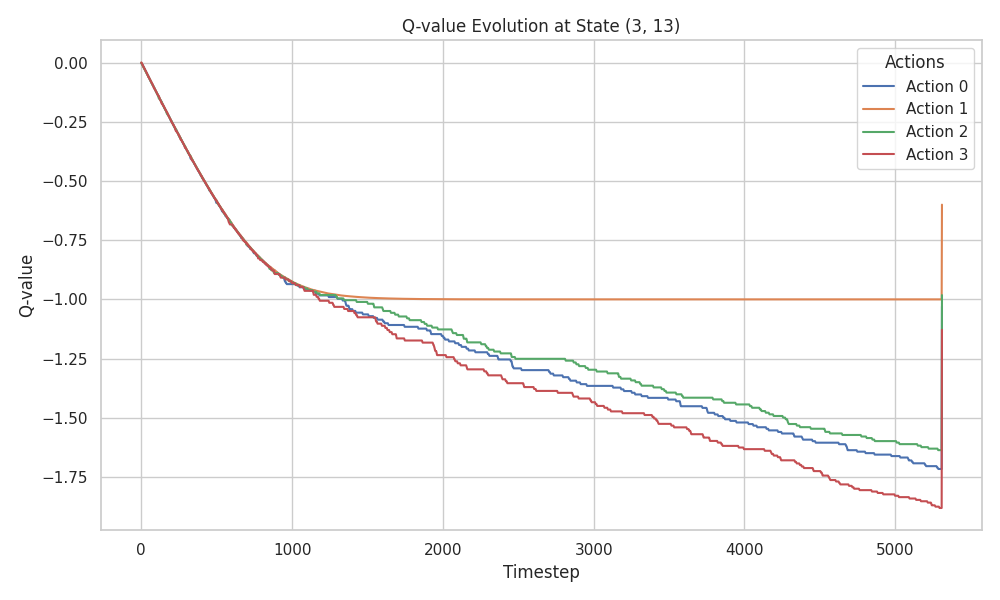 Q-value Evolution at State (3, 13)
Actions
Action 0
Action 1
Action 2
Action 3
Q-value
0.00
−0.25
−0.50
−0.75
−1.00
−1.25
−1.50
−1.75
0 1000 2000 3000 4000 5000
Timestep